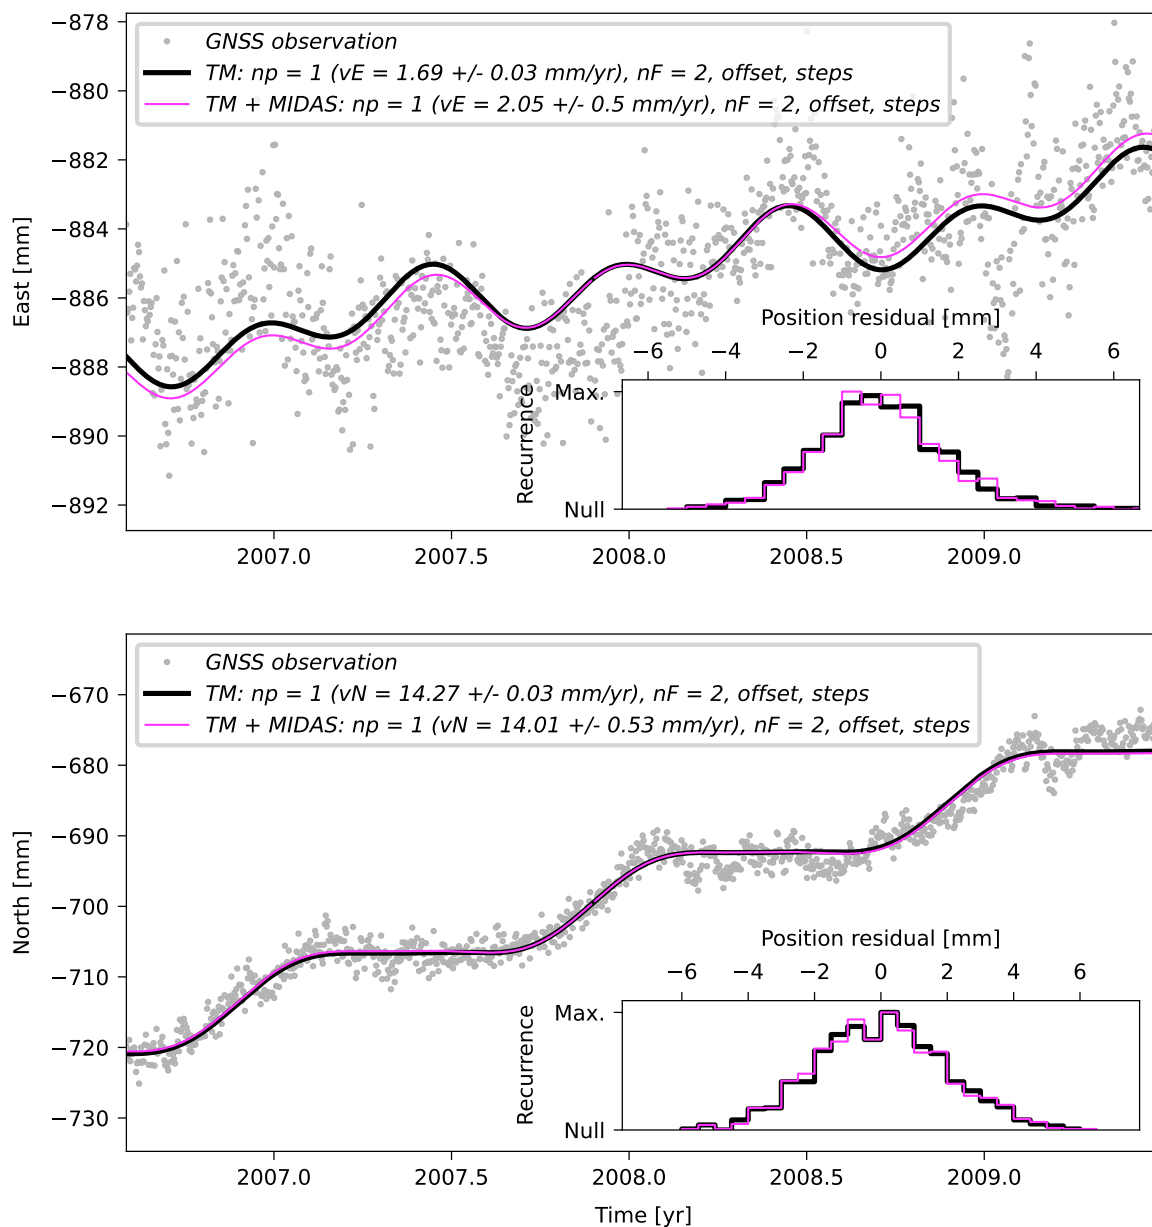 −878
−880
−882
−884
−886
−888
−890
−892
East [mm]
GNSS observation
TM: np = 1 (vE = 1.69 +/- 0.03 mm/yr), nF = 2, offset, steps
TM + MIDAS: np = 1 (vE = 2.05 +/- 0.5 mm/yr), nF = 2, offset, steps
Position residual [mm]
−6 −4 −2 0 2 4 6
Max.
Recurrence
Null
2007.0 2007.5 2008.0 2008.5 2009.0
−670
−680
−690
−700
−710
−720
−730
North [mm]
GNSS observation
TM: np = 1 (vN = 14.27 +/- 0.03 mm/yr), nF = 2, offset, steps
TM + MIDAS: np = 1 (vN = 14.01 +/- 0.53 mm/yr), nF = 2, offset, steps
Position residual [mm]
−6 −4 −2 0 2 4 6
Max.
Recurrence
Null
2007.0 2007.5 2008.0 2008.5 2009.0
Time [yr]